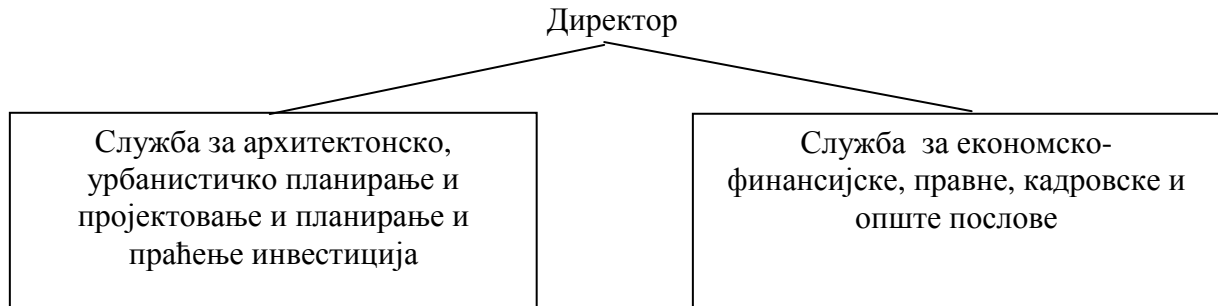 Директор
Служба за архитектонско,
урбанистичко планирање и
пројектовање и планирање и
праћење инвестиција
Служба за економско-
финансијске, правне, кадровске и
опште послове